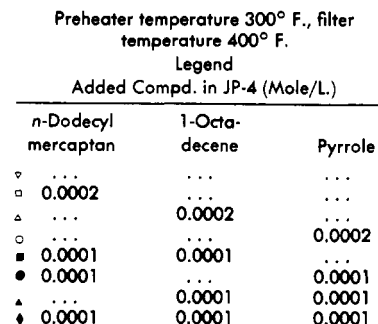 Preheater temperature 300° F., filter
temperature 400° F.
Legend
Added Compd. in JP-4 (Mole/L.)
n-Dodecyl 1-Octa-
mercaptan decene Pyrrole
▽ ... ... ...
□ 0.0002 ... ...
△ ... 0.0002 ...
○ ... ... 0.0002
■ 0.0001 0.0001 ...
● 0.0001 ... 0.0001
▲ ... 0.0001 0.0001
♦ 0.0001 0.0001 0.0001